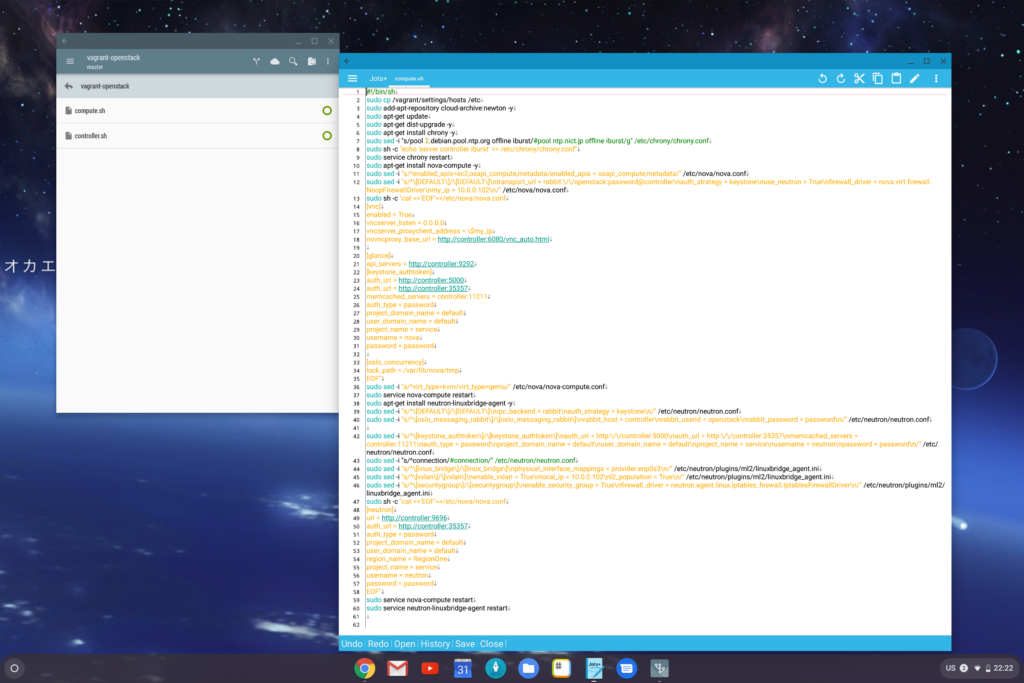 vagrant-openstack
master
vagrant-openstack
compute.sh
controller.sh
オカエ
Jota+ compute.sh
1 #!/bin/sh↓
2 sudo cp /vagrant/settings/hosts /etc↓
3 sudo add-apt-repository cloud-archive:newton -y↓
4 sudo apt-get update↓
5 sudo apt-get dist-upgrade -y↓
6 sudo apt-get install chrony -y↓
7 sudo sed -i "s/pool 2.debian.pool.ntp.org offline iburst/#pool ntp.nict.jp offline iburst/g" /etc/chrony/chrony.conf↓
8 sudo sh -c "echo 'server controller iburst' >> /etc/chrony/chrony.conf"↓
9 sudo service chrony restart↓
10 sudo apt-get install nova-compute -y↓
11 sudo sed -i "s/^enabled_apis=ec2,osapi_compute,metadata/enabled_apis = osapi_compute,metadata/" /etc/nova/nova.conf↓
12 sudo sed -i "s/^\[DEFAULT\]/\[DEFAULT\]\ntransport_url = rabbit:\/\/openstack:password@controller\nauth_strategy = keystone\nuse_neutron = True\nfirewall_driver = nova.virt.firewall.
NoopFirewallDriver\nmy_ip = 10.0.0.102\n/" /etc/nova/nova.conf↓
13 sudo sh -c "cat <<'EOF'>>/etc/nova/nova.conf↓
14 [vnc]↓
15 enabled = True↓
16 vncserver_listen = 0.0.0.0↓
17 vncserver_proxyclient_address = \$my_ip↓
18 novncproxy_base_url = http://controller:6080/vnc_auto.html↓
19 ↓
20 [glance]↓
21 api_servers = http://controller:9292↓
22 [keystone_authtoken]↓
23 auth_uri = http://controller:5000↓
24 auth_url = http://controller:35357↓
25 memcached_servers = controller:11211↓
26 auth_type = password↓
27 project_domain_name = default↓
28 user_domain_name = default↓
29 project_name = service↓
30 username = nova↓
31 password = password↓
32 ↓
33 [oslo_concurrency]↓
34 lock_path = /var/lib/nova/tmp↓
35 EOF"↓
36 sudo sed -i "s/^virt_type=kvm/virt_type=qemu/" /etc/nova/nova-compute.conf↓
37 sudo service nova-compute restart↓
38 sudo apt-get install neutron-linuxbridge-agent -y↓
39 sudo sed -i "s/^\[DEFAULT\]/\[DEFAULT\]\nrpc_backend = rabbit\nauth_strategy = keystone\n/" /etc/neutron/neutron.conf↓
40 sudo sed -i "s/^\[oslo_messaging_rabbit\]/\[oslo_messaging_rabbit\]\nrabbit_host = controller\nrabbit_userid = openstack\nrabbit_password = password\n/" /etc/neutron/neutron.conf↓
41 ↓
42 sudo sed -i "s/^\[keystone_authtoken\]/\[keystone_authtoken\]\nauth_uri = http:\/\/controller:5000\nauth_url = http:\/\/controller:35357\nmemcached_servers =
controller:11211\nauth_type = password\nproject_domain_name = default\nuser_domain_name = default\nproject_name = service\nusername = neutron\npassword = password\n/" /etc/
neutron/neutron.conf↓
43 sudo sed -i "s/^connection/#connection/" /etc/neutron/neutron.conf↓
44 sudo sed -i "s/^\[linux_bridge\]/\[linux_bridge\]\nphysical_interface_mappings = provider:enp0s3\n/" /etc/neutron/plugins/ml2/linuxbridge_agent.ini↓
45 sudo sed -i "s/^\[vxlan\]/\[vxlan\]\nenable_vxlan = True\nlocal_ip = 10.0.0.102\nl2_population = True\n/" /etc/neutron/plugins/ml2/linuxbridge_agent.ini↓
46 sudo sed -i "s/^\[securitygroup\]/\[securitygroup\]\nenable_security_group = True\nfirewall_driver = neutron.agent.linux.iptables_firewall.IptablesFirewallDriver\n/" /etc/neutron/plugins/ml2/
linuxbridge_agent.ini↓
47 sudo sh -c "cat <<'EOF'>>/etc/nova/nova.conf↓
48 [neutron]↓
49 url = http://controller:9696↓
50 auth_url = http://controller:35357↓
51 auth_type = password↓
52 project_domain_name = default↓
53 user_domain_name = default↓
54 region_name = RegionOne↓
55 project_name = service↓
56 username = neutron↓
57 password = password↓
58 EOF"↓
59 sudo service nova-compute restart↓
60 sudo service neutron-linuxbridge-agent restart↓
61 ↓
62
Undo Redo Open History Save Close
31
Jota+
US 2 22:22